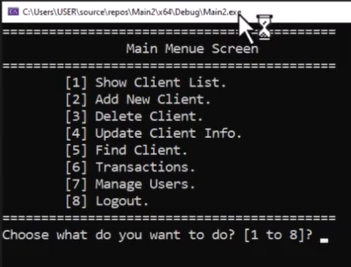 C:\Users\USER\source\repos\Main2\x64\Debug\Main2.exe
===========================================
Main Menue Screen
===========================================
[1] Show Client List.
[2] Add New Client.
[3] Delete Client.
[4] Update Client Info.
[5] Find Client.
[6] Transactions.
[7] Manage Users.
[8] Logout.
===========================================
Choose what do you want to do? [1 to 8]? _